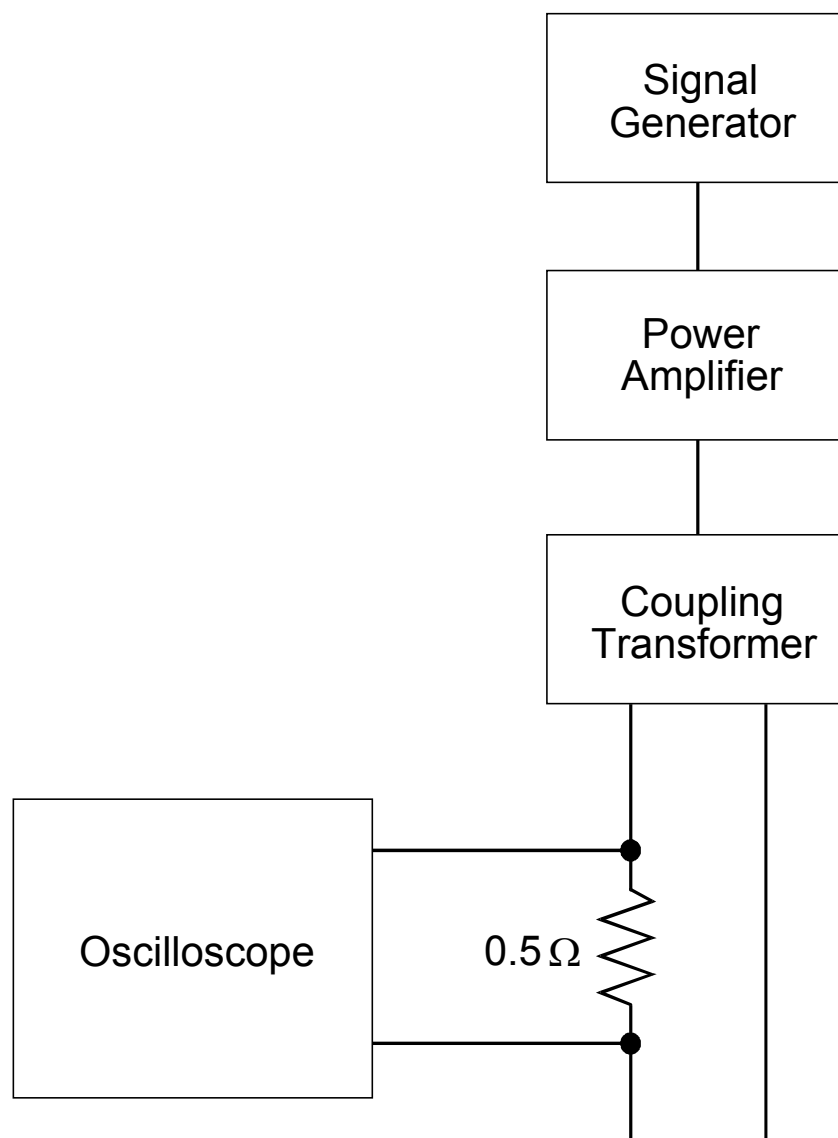 Signal
Generator
Power
Amplifier
Coupling
Transformer
Oscilloscope
0.5 Ω